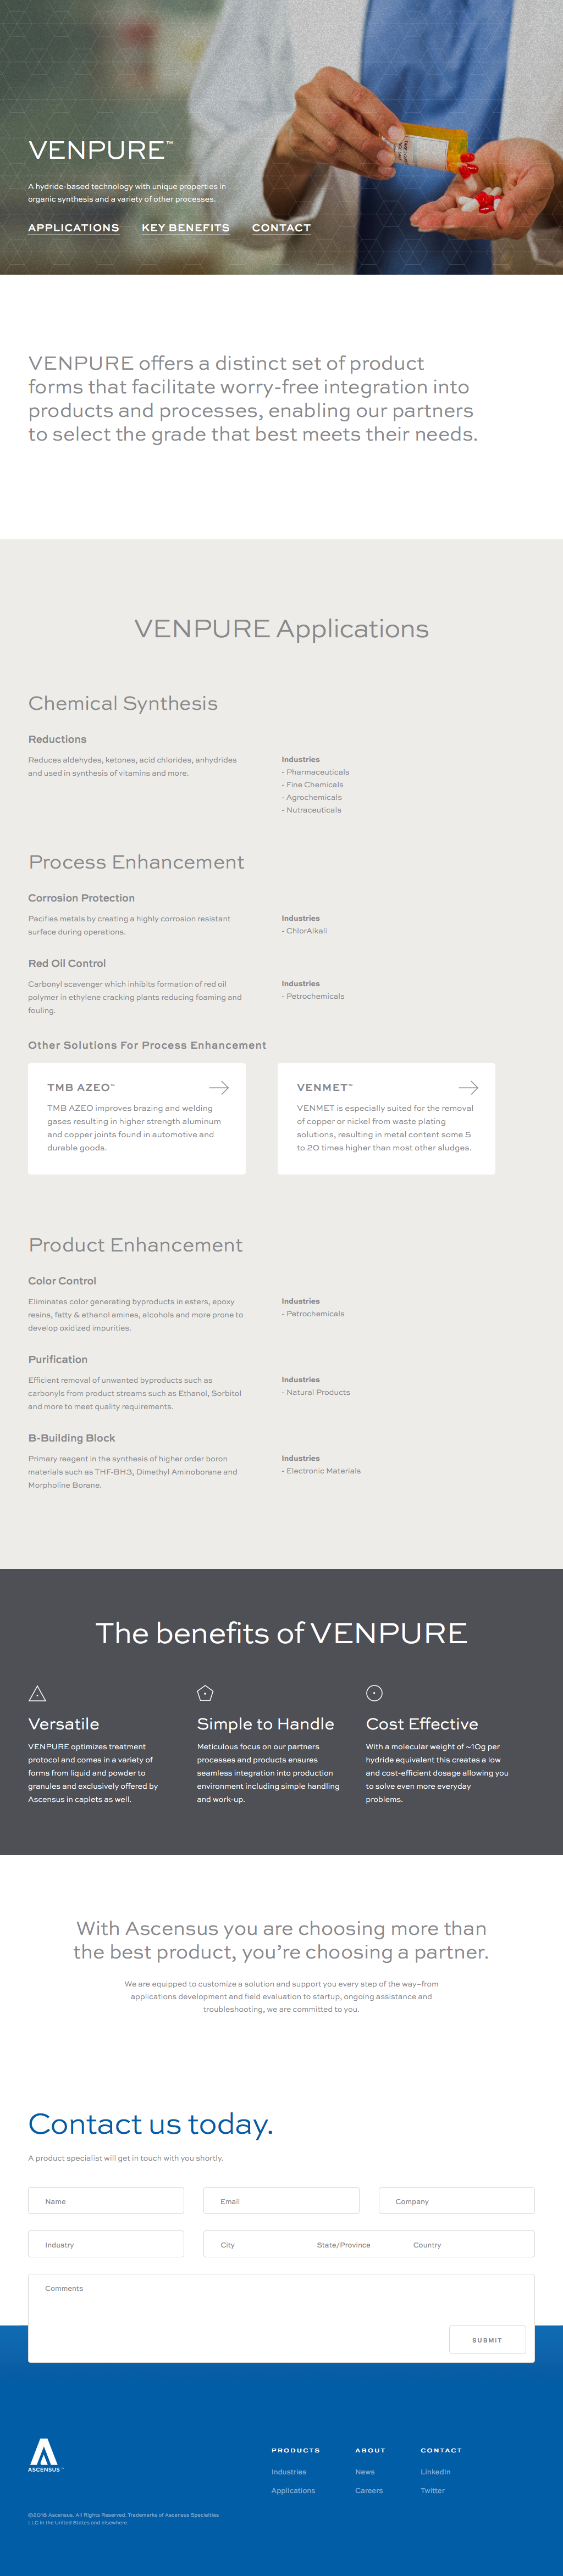 VENPURE™
A hydride-based technology with unique properties in
organic synthesis and a variety of other processes.
APPLICATIONS KEY BENEFITS CONTACT
VENPURE offers a distinct set of product
forms that facilitate worry-free integration into
products and processes, enabling our partners
to select the grade that best meets their needs.
VENPURE Applications
Chemical Synthesis
Reductions
Reduces aldehydes, ketones, acid chlorides, anhydrides
and used in synthesis of vitamins and more.
Industries
- Pharmaceuticals
- Fine Chemicals
- Agrochemicals
- Nutraceuticals
Process Enhancement
Corrosion Protection
Pacifies metals by creating a highly corrosion resistant
surface during operations.
Industries
- ChlorAlkali
Red Oil Control
Carbonyl scavenger which inhibits formation of red oil
polymer in ethylene cracking plants reducing foaming and
fouling.
Industries
- Petrochemicals
Other Solutions For Process Enhancement
TMB AZEO™
TMB AZEO improves brazing and welding
gases resulting in higher strength aluminum
and copper joints found in automotive and
durable goods.
VENMET™
VENMET is especially suited for the removal
of copper or nickel from waste plating
solutions, resulting in metal content some 5
to 20 times higher than most other sludges.
Product Enhancement
Color Control
Eliminates color generating byproducts in esters, epoxy
resins, fatty & ethanol amines, alcohols and more prone to
develop oxidized impurities.
Industries
- Petrochemicals
Purification
Efficient removal of unwanted byproducts such as
carbonyls from product streams such as Ethanol, Sorbitol
and more to meet quality requirements.
Industries
- Natural Products
B-Building Block
Primary reagent in the synthesis of higher order boron
materials such as THF-BH3, Dimethyl Aminoborane and
Morpholine Borane.
Industries
- Electronic Materials
The benefits of VENPURE
Versatile
VENPURE optimizes treatment
protocol and comes in a variety of
forms from liquid and powder to
granules and exclusively offered by
Ascensus in caplets as well.
Simple to Handle
Meticulous focus on our partners
processes and products ensures
seamless integration into production
environment including simple handling
and work-up.
Cost Effective
With a molecular weight of ~10g per
hydride equivalent this creates a low
and cost-efficient dosage allowing you
to solve even more everyday
problems.
With Ascensus you are choosing more than
the best product, you're choosing a partner.
We are equipped to customize a solution and support you every step of the way–from
applications development and field evaluation to startup, ongoing assistance and
troubleshooting, we are committed to you.
Contact us today.
A product specialist will get in touch with you shortly.
Name Email Company
Industry City State/Province Country
Comments
SUBMIT
ASCENSUS™
PRODUCTS ABOUT CONTACT
Industries News LinkedIn
Applications Careers Twitter
©2018 Ascensus. All Rights Reserved. Trademarks of Ascensus Specialties
LLC in the United States and elsewhere.